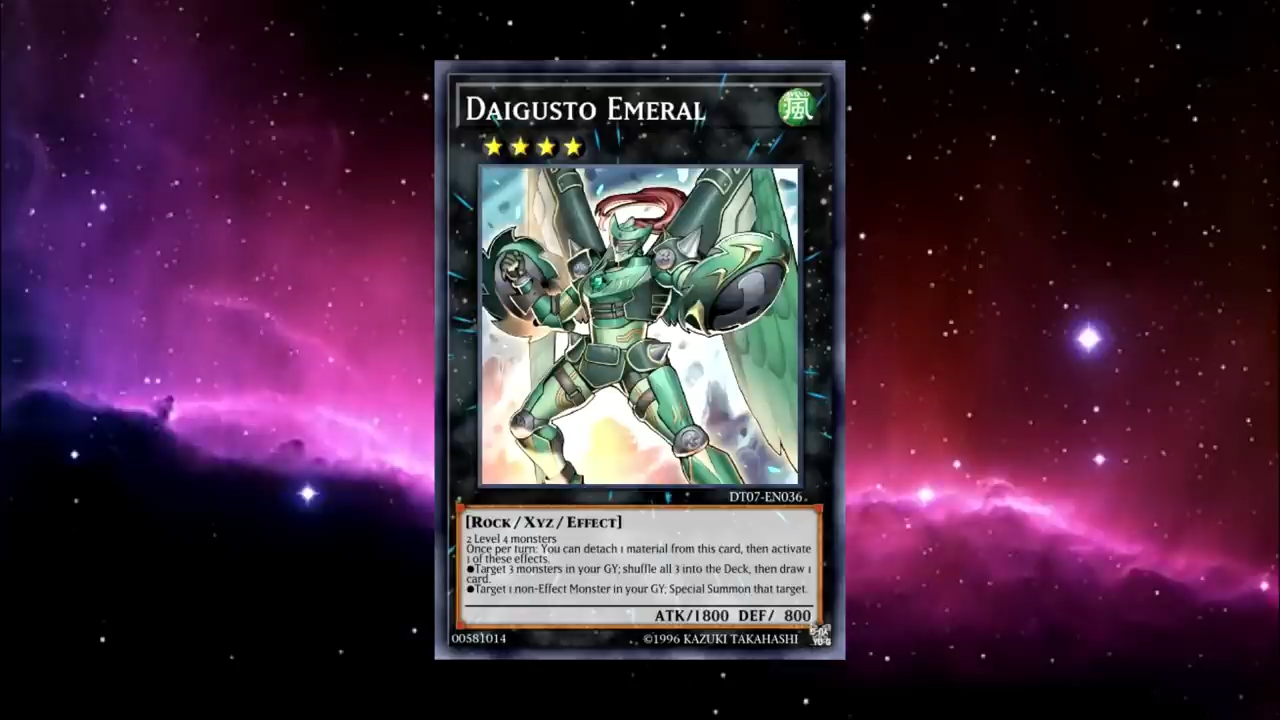 DAIGUSTO EMERAL
WIND
風
DT07-EN036
[ROCK / XYZ / EFFECT]
2 Level 4 monsters
Once per turn: You can detach 1 material from this card, then activate
1 of these effects.
●Target 3 monsters in your GY; shuffle all 3 into the Deck, then draw 1
card.
●Target 1 non-Effect Monster in your GY; Special Summon that target.
ATK/1800 DEF/ 800
00581014
©1996 KAZUKI TAKAHASHI